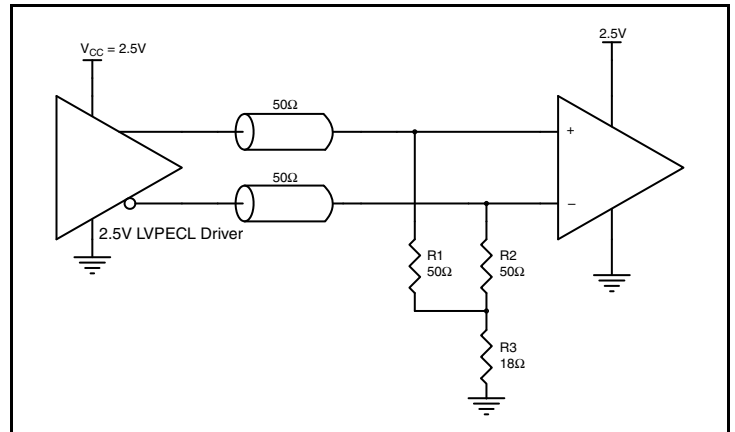 2.5V
V_CC = 2.5V
50Ω
+
50Ω
–
2.5V LVPECL Driver
R1
50Ω
R2
50Ω
R3
18Ω